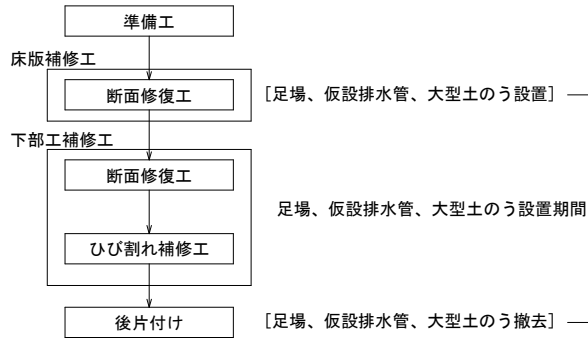 準備工
床版補修工
断面修復工
[足場、仮設排水管、大型土のう設置]
下部工補修工
断面修復工
足場、仮設排水管、大型土のう設置期間
ひび割れ補修工
後片付け
[足場、仮設排水管、大型土のう撤去]